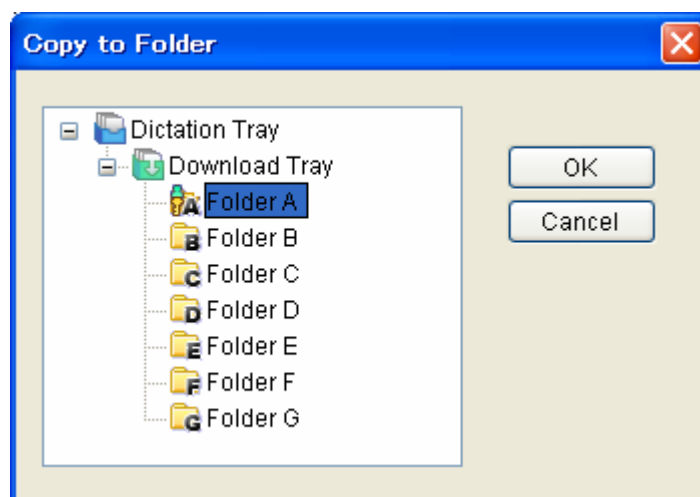 Copy to Folder
Dictation Tray
Download Tray
A Folder A
B Folder B
C Folder C
D Folder D
E Folder E
F Folder F
G Folder G
OK
Cancel